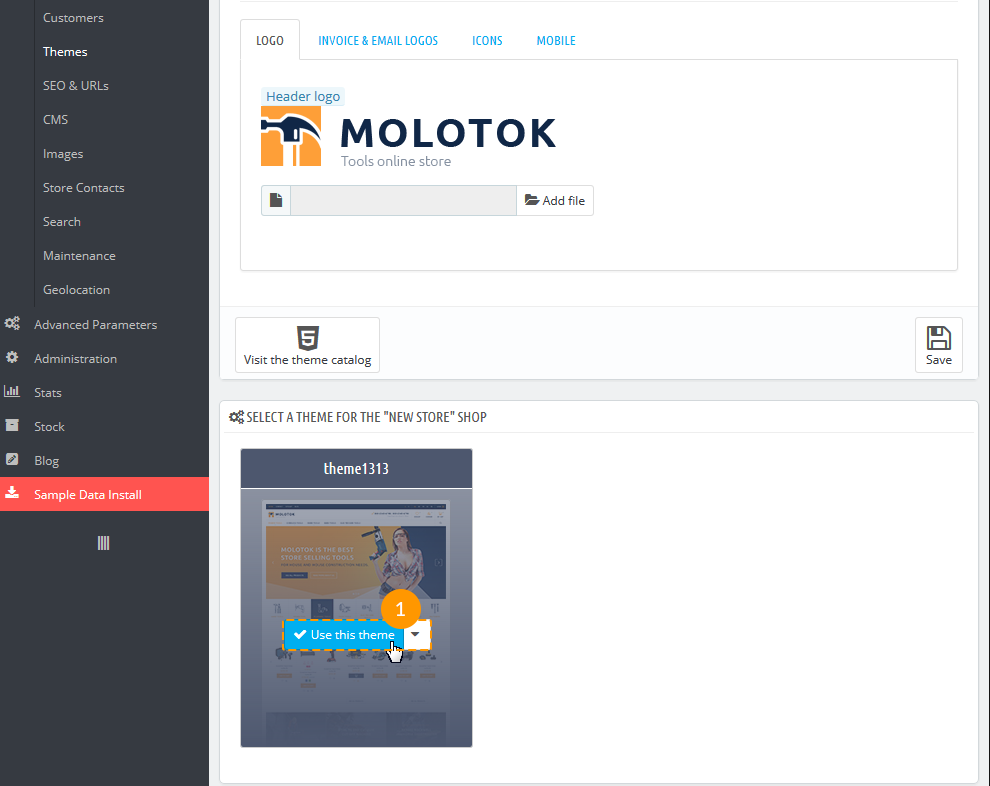 Customers
Themes
SEO & URLs
CMS
Images
Store Contacts
Search
Maintenance
Geolocation
Advanced Parameters
Administration
Stats
Stock
Blog
Sample Data Install
LOGO
INVOICE & EMAIL LOGOS
ICONS
MOBILE
Header logo
MOLOTOK
Tools online store
Add file
Visit the theme catalog
Save
SELECT A THEME FOR THE "NEW STORE" SHOP
theme1313
MOLOTOK
MOLOTOK IS THE BEST
STORE SELLING TOOLS
1
Use this theme